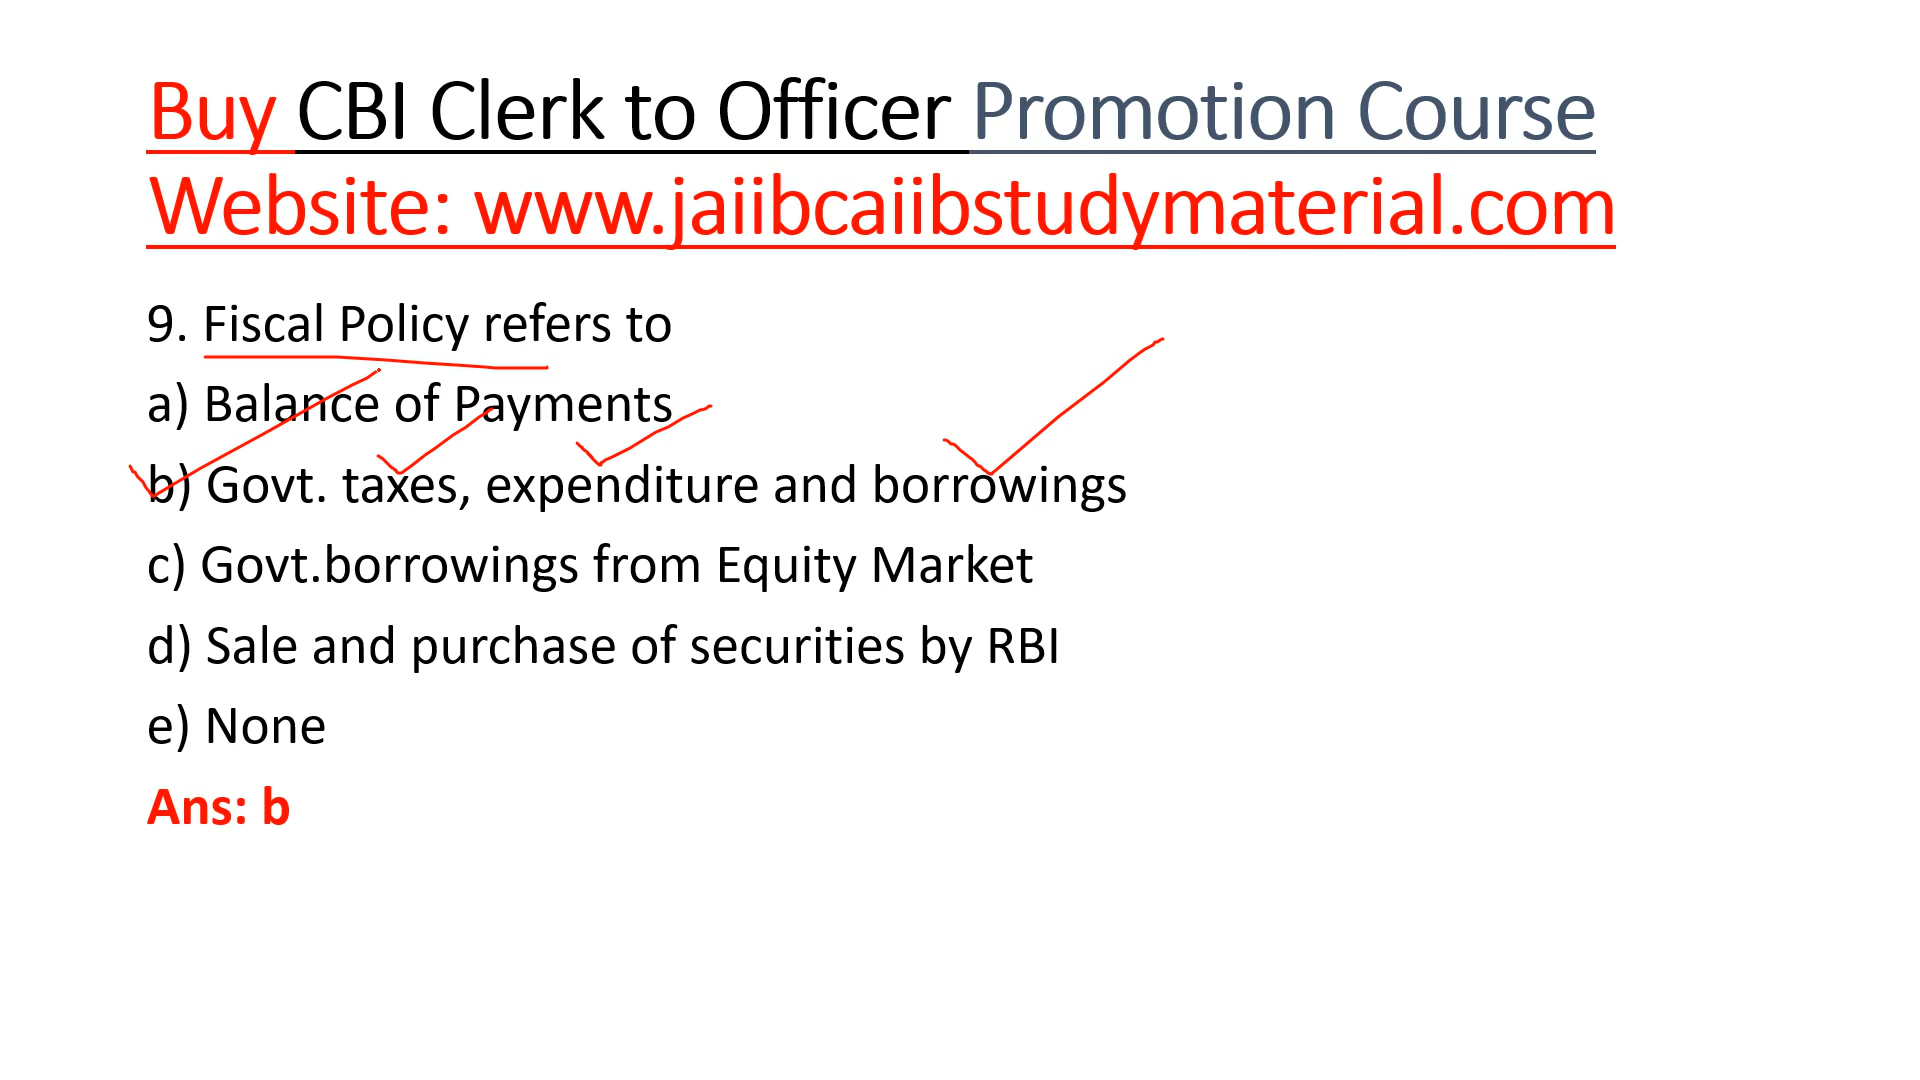 Buy CBI Clerk to Officer Promotion Course
Website: www.jaiibcaiibstudymaterial.com
9. Fiscal Policy refers to
a) Balance of Payments
b) Govt. taxes, expenditure and borrowings
c) Govt.borrowings from Equity Market
d) Sale and purchase of securities by RBI
e) None
Ans: b